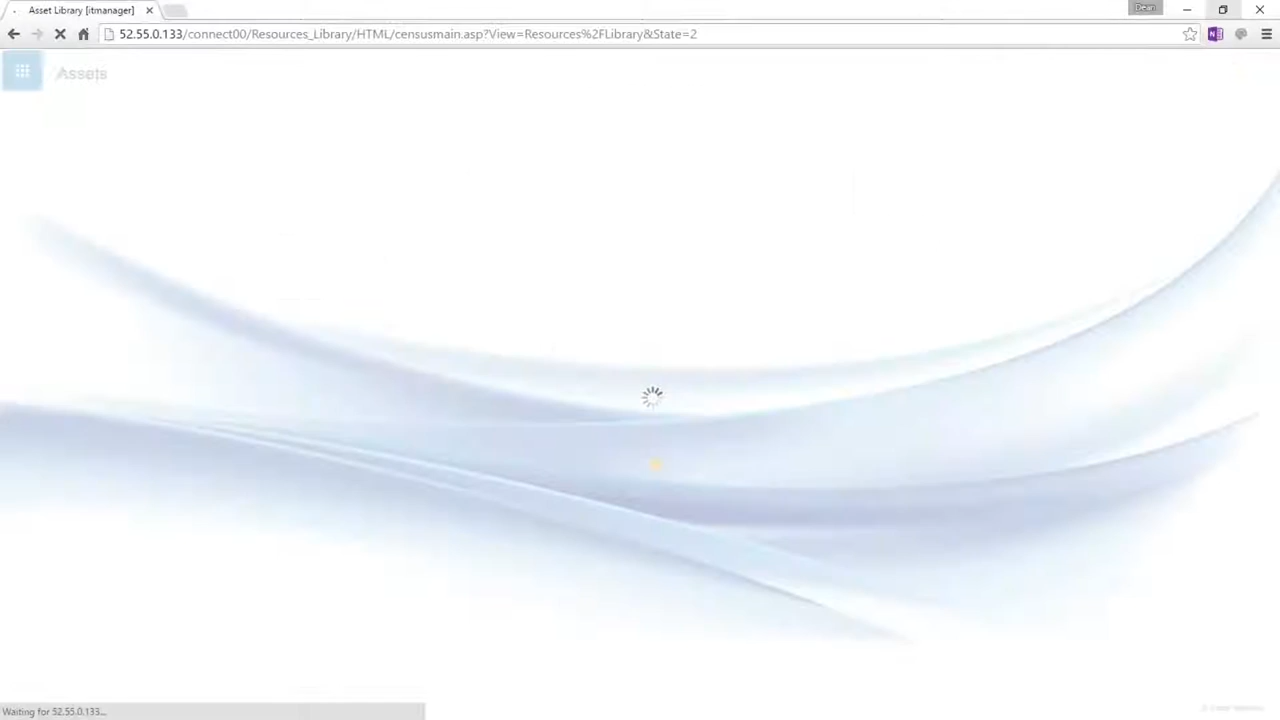 Asset Library [itmanager]
Dean
52.55.0.133/connect00/Resources_Library/HTML/censusmain.asp?View=Resources%2FLibrary&State=2
Assets
Waiting for 52.55.0.133...